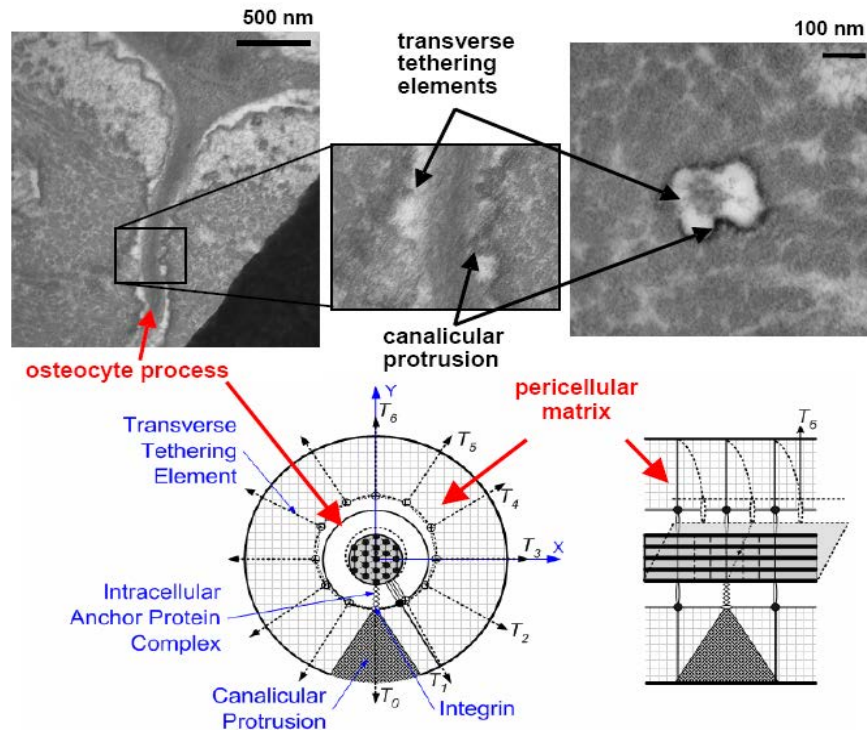 500 nm
transverse
tethering
elements
100 nm
canalicular
protrusion
osteocyte process
pericellular
matrix
Transverse
Tethering
Element
Y
T6
T5
T4
T3
X
T2
T1
T0
Intracellular
Anchor Protein
Complex
Canalicular
Protrusion
Integrin
T6